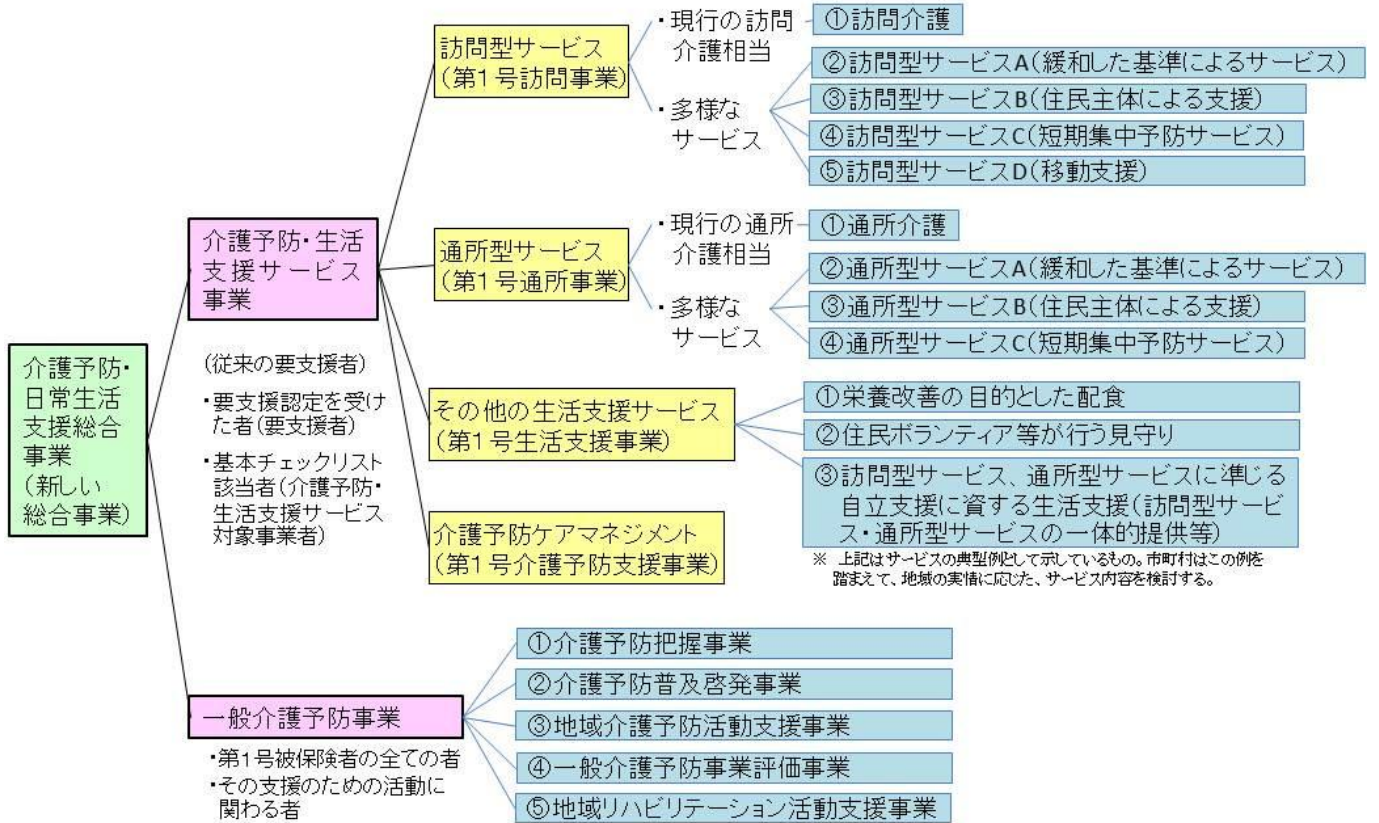 介護予防・
日常生活
支援総合
事業
(新しい
総合事業)
介護予防・生活
支援サービス
事業
(従来の要支援者)
・要支援認定を受け
た者(要支援者)
・基本チェックリスト
該当者(介護予防・
生活支援サービス
対象事業者)
訪問型サービス
(第1号訪問事業)
・現行の訪問
介護相当
①訪問介護
・多様な
サービス
②訪問型サービスA(緩和した基準によるサービス)
③訪問型サービスB(住民主体による支援)
④訪問型サービスC(短期集中予防サービス)
⑤訪問型サービスD(移動支援)
通所型サービス
(第1号通所事業)
・現行の通所
介護相当
①通所介護
・多様な
サービス
②通所型サービスA(緩和した基準によるサービス)
③通所型サービスB(住民主体による支援)
④通所型サービスC(短期集中予防サービス)
その他の生活支援サービス
(第1号生活支援事業)
①栄養改善の目的とした配食
②住民ボランティア等が行う見守り
③訪問型サービス、通所型サービスに準じる
自立支援に資する生活支援(訪問型サービ
ス・通所型サービスの一体的提供等)
※ 上記はサービスの典型例として示しているもの。市町村はこの例を
踏まえて、地域の実情に応じた、サービス内容を検討する。
介護予防ケアマネジメント
(第1号介護予防支援事業)
一般介護予防事業
・第1号被保険者の全ての者
・その支援のための活動に
関わる者
①介護予防把握事業
②介護予防普及啓発事業
③地域介護予防活動支援事業
④一般介護予防事業評価事業
⑤地域リハビリテーション活動支援事業